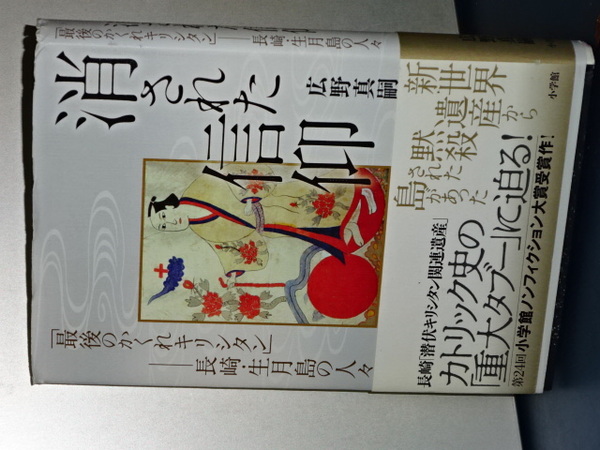 消された信仰
「最後のかくれキリシタン」
――長崎・生月島の人々
広野真嗣
「最後のかくれキリシタン」
――長崎・生月島の人々
小学館
新世界遺産から
黙殺された
島があった
長崎「潜伏キリシタン関連遺産」
カトリック史の
「重大タブー」に迫る!
第24回小学館ノンフィクション大賞受賞作!